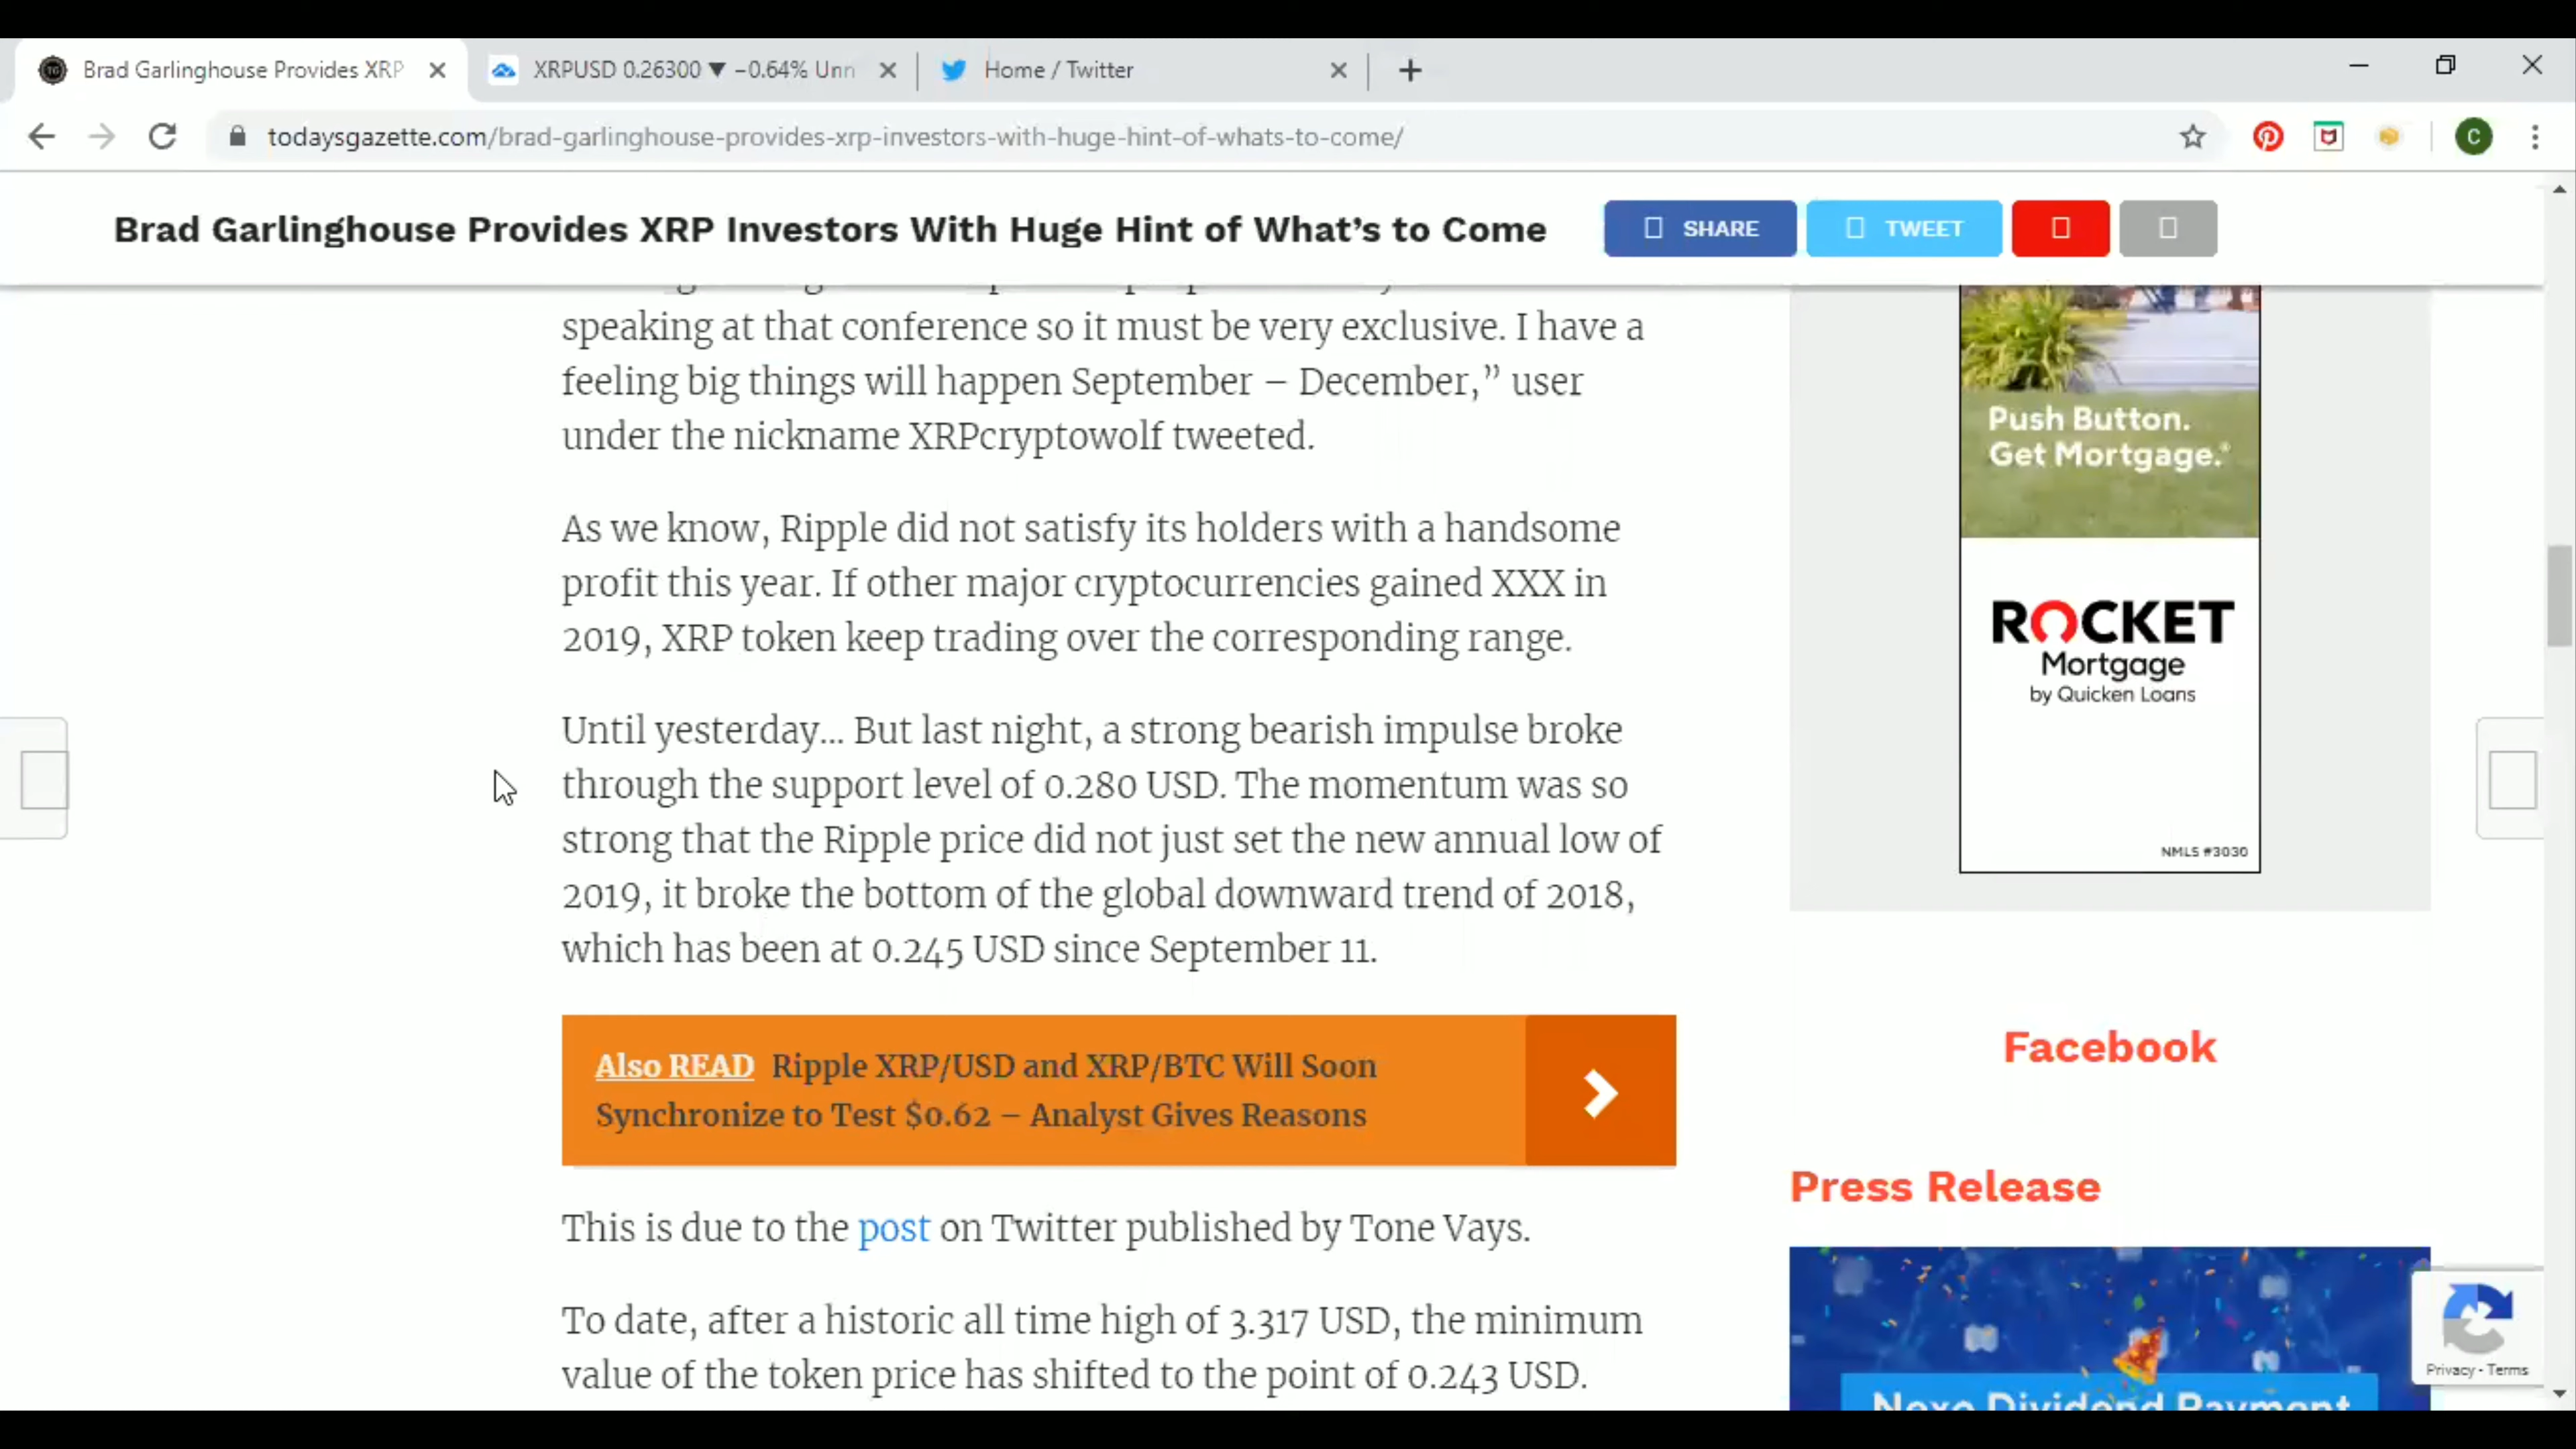 Brad Garlinghouse Provides XRP
XRPUSD 0.26300 ▼ −0.64% Unn
Home / Twitter
todaysgazette.com/brad-garlinghouse-provides-xrp-investors-with-huge-hint-of-whats-to-come/
C
Brad Garlinghouse Provides XRP Investors With Huge Hint of What's to Come
SHARE
TWEET
speaking at that conference so it must be very exclusive. I have a
feeling big things will happen September – December,” user
under the nickname XRPcryptowolf tweeted.
As we know, Ripple did not satisfy its holders with a handsome
profit this year. If other major cryptocurrencies gained XXX in
2019, XRP token keep trading over the corresponding range.
Until yesterday... But last night, a strong bearish impulse broke
through the support level of 0.280 USD. The momentum was so
strong that the Ripple price did not just set the new annual low of
2019, it broke the bottom of the global downward trend of 2018,
which has been at 0.245 USD since September 11.
Also READ Ripple XRP/USD and XRP/BTC Will Soon
Synchronize to Test $0.62 – Analyst Gives Reasons
This is due to the post on Twitter published by Tone Vays.
To date, after a historic all time high of 3.317 USD, the minimum
value of the token price has shifted to the point of 0.243 USD.
Push Button.
Get Mortgage.
ROCKET
Mortgage
by Quicken Loans
NMLS #3030
Facebook
Press Release
Nexo Dividend Payment
Privacy - Terms